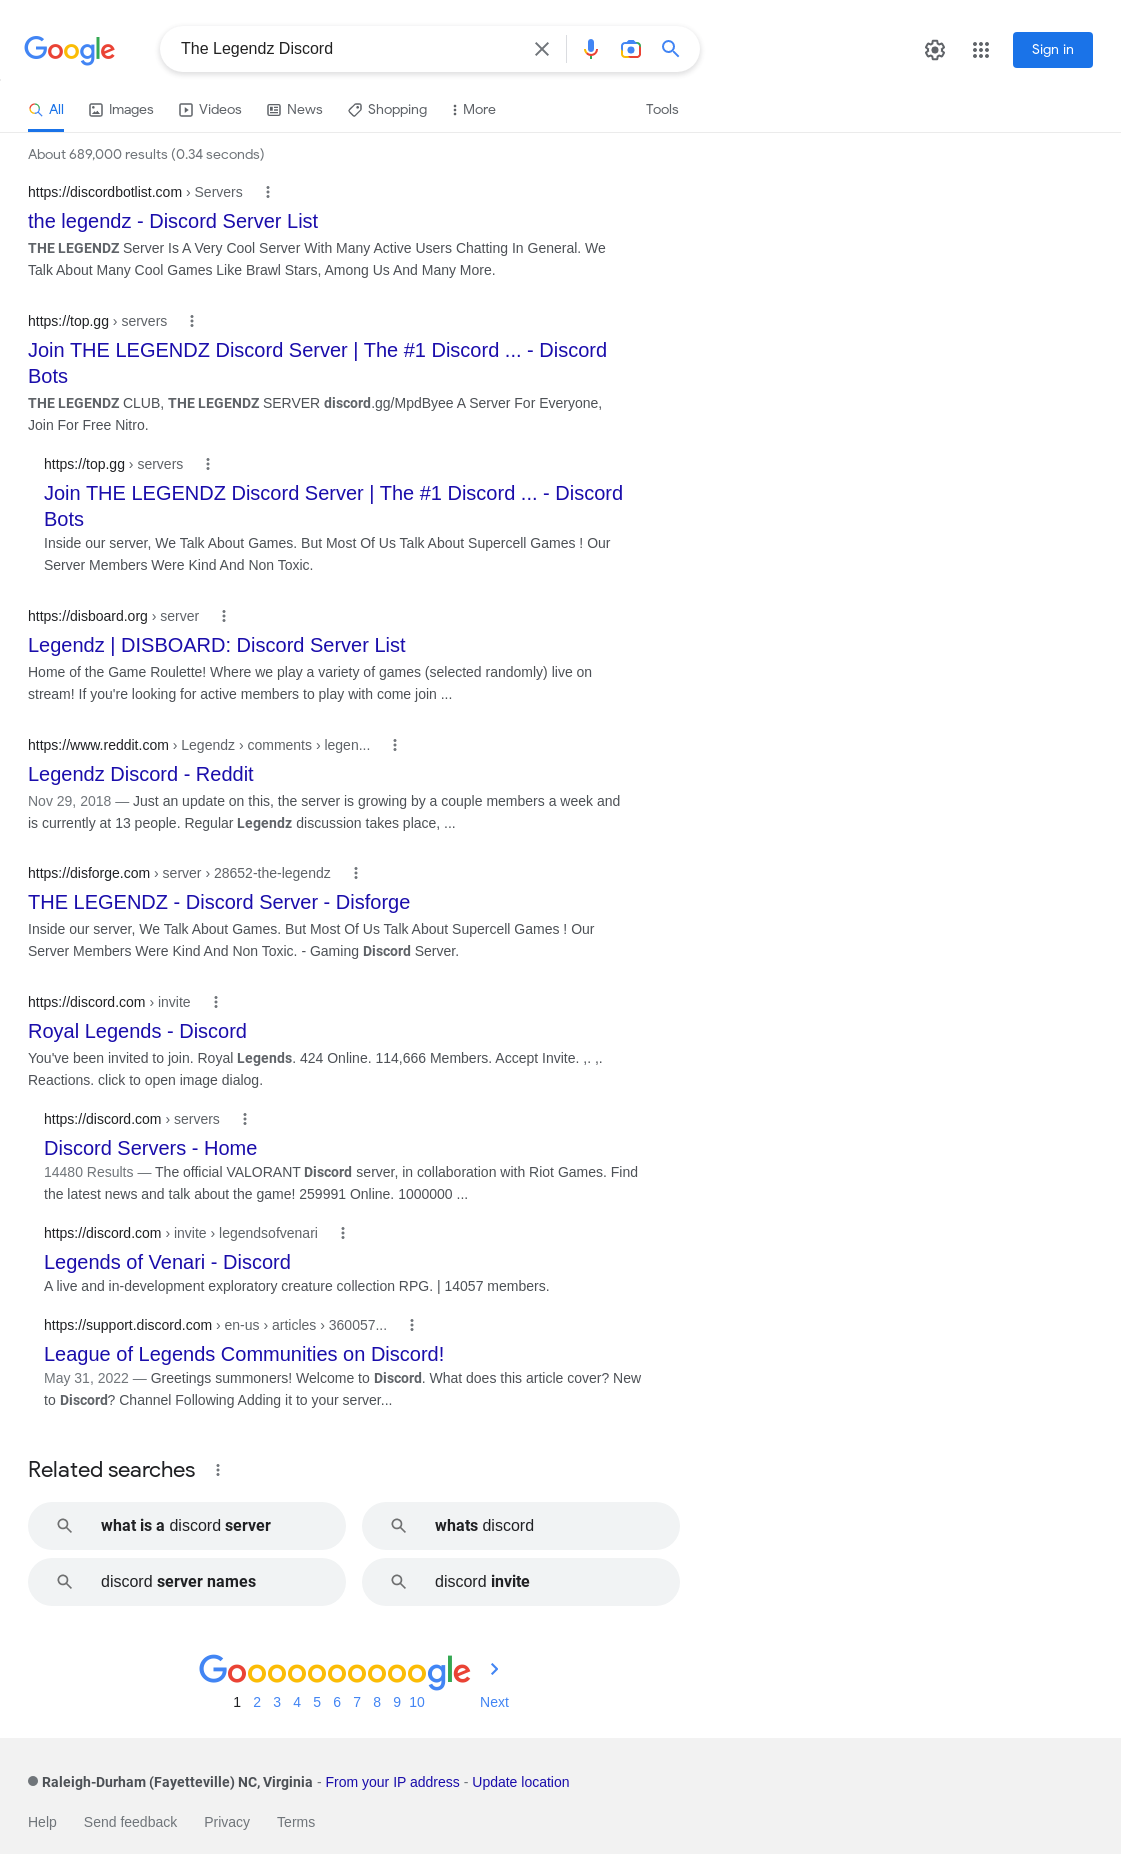 Google
The Legendz Discord
Sign in
All Images Videos News Shopping More Tools
About 689,000 results (0.34 seconds)
https://discordbotlist.com › Servers
the legendz - Discord Server List
THE LEGENDZ Server Is A Very Cool Server With Many Active Users Chatting In General. We
Talk About Many Cool Games Like Brawl Stars, Among Us And Many More.
https://top.gg › servers
Join THE LEGENDZ Discord Server | The #1 Discord ... - Discord
Bots
THE LEGENDZ CLUB, THE LEGENDZ SERVER discord.gg/MpdByee A Server For Everyone,
Join For Free Nitro.
https://top.gg › servers
Join THE LEGENDZ Discord Server | The #1 Discord ... - Discord
Bots
Inside our server, We Talk About Games. But Most Of Us Talk About Supercell Games ! Our
Server Members Were Kind And Non Toxic.
https://disboard.org › server
Legendz | DISBOARD: Discord Server List
Home of the Game Roulette! Where we play a variety of games (selected randomly) live on
stream! If you're looking for active members to play with come join ...
https://www.reddit.com › Legendz › comments › legen...
Legendz Discord - Reddit
Nov 29, 2018 — Just an update on this, the server is growing by a couple members a week and
is currently at 13 people. Regular Legendz discussion takes place, ...
https://disforge.com › server › 28652-the-legendz
THE LEGENDZ - Discord Server - Disforge
Inside our server, We Talk About Games. But Most Of Us Talk About Supercell Games ! Our
Server Members Were Kind And Non Toxic. - Gaming Discord Server.
https://discord.com › invite
Royal Legends - Discord
You've been invited to join. Royal Legends. 424 Online. 114,666 Members. Accept Invite. ,. ,.
Reactions. click to open image dialog.
https://discord.com › servers
Discord Servers - Home
14480 Results — The official VALORANT Discord server, in collaboration with Riot Games. Find
the latest news and talk about the game! 259991 Online. 1000000 ...
https://discord.com › invite › legendsofvenari
Legends of Venari - Discord
A live and in-development exploratory creature collection RPG. | 14057 members.
https://support.discord.com › en-us › articles › 360057...
League of Legends Communities on Discord!
May 31, 2022 — Greetings summoners! Welcome to Discord. What does this article cover? New
to Discord? Channel Following Adding it to your server...
Related searches
what is a discord server
whats discord
discord server names
discord invite
Goooooooooogle
1 2 3 4 5 6 7 8 9 10 Next
Raleigh-Durham (Fayetteville) NC, Virginia - From your IP address - Update location
Help Send feedback Privacy Terms